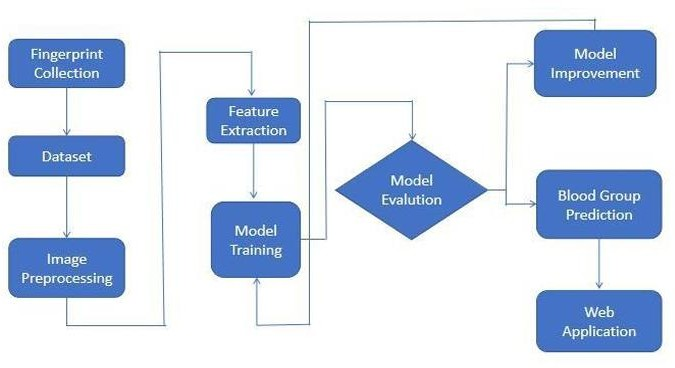 Fingerprint
Collection
Dataset
Image
Preprocessing
Feature
Extraction
Model
Training
Model
Evalution
Model
Improvement
Blood Group
Prediction
Web
Application